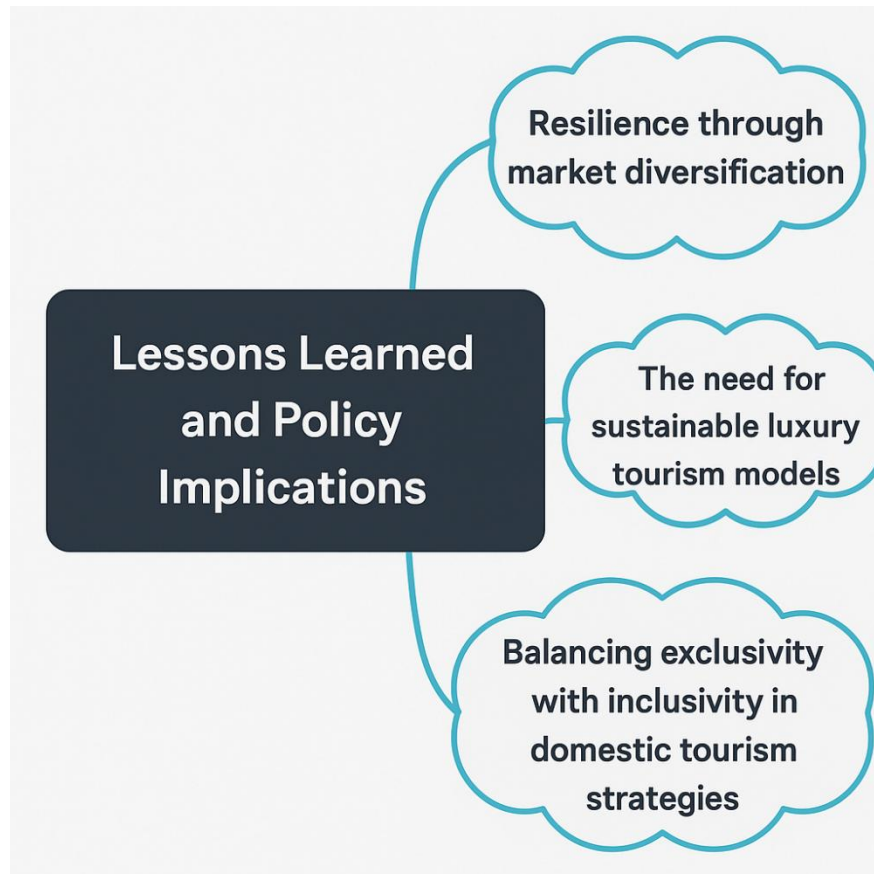 Lessons Learned
and Policy
Implications
Resilience through
market diversification
The need for
sustainable luxury
tourism models
Balancing exclusivity
with inclusivity in
domestic tourism
strategies